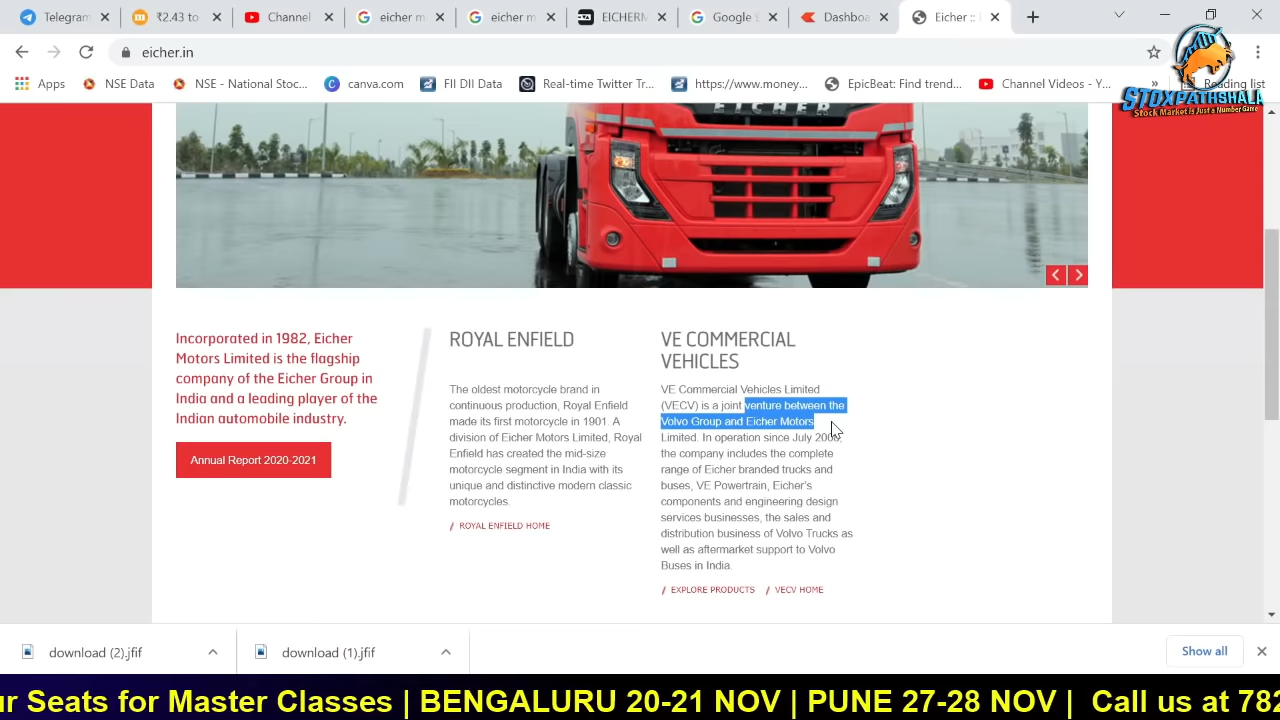 Telegram
₹2.43 to
Channel
eicher m
eicher m
EICHERM
Google E
Dashboa
Eicher ::
eicher.in
Apps
NSE Data
NSE - National Stoc...
canva.com
FII DII Data
Real-time Twitter Tr...
https://www.money...
EpicBeat: Find trend...
Channel Videos - Y...
»
Reading list
STOXPATHSHALA
Stock Market is Just a Number Game
EICHER
Incorporated in 1982, Eicher
Motors Limited is the flagship
company of the Eicher Group in
India and a leading player of the
Indian automobile industry.
Annual Report 2020-2021
ROYAL ENFIELD
The oldest motorcycle brand in
continuous production, Royal Enfield
made its first motorcycle in 1901. A
division of Eicher Motors Limited, Royal
Enfield has created the mid-size
motorcycle segment in India with its
unique and distinctive modern classic
motorcycles.
/ ROYAL ENFIELD HOME
VE COMMERCIAL
VEHICLES
VE Commercial Vehicles Limited
(VECV) is a joint venture between the
Volvo Group and Eicher Motors
Limited. In operation since July
the company includes the complete
range of Eicher branded trucks and
buses, VE Powertrain, Eicher's
components and engineering design
services businesses, the sales and
distribution business of Volvo Trucks as
well as aftermarket support to Volvo
Buses in India.
/ EXPLORE PRODUCTS / VECV HOME
download (2).jfif
download (1).jfif
Show all
ur Seats for Master Classes | BENGALURU 20-21 NOV | PUNE 27-28 NOV | Call us at 782